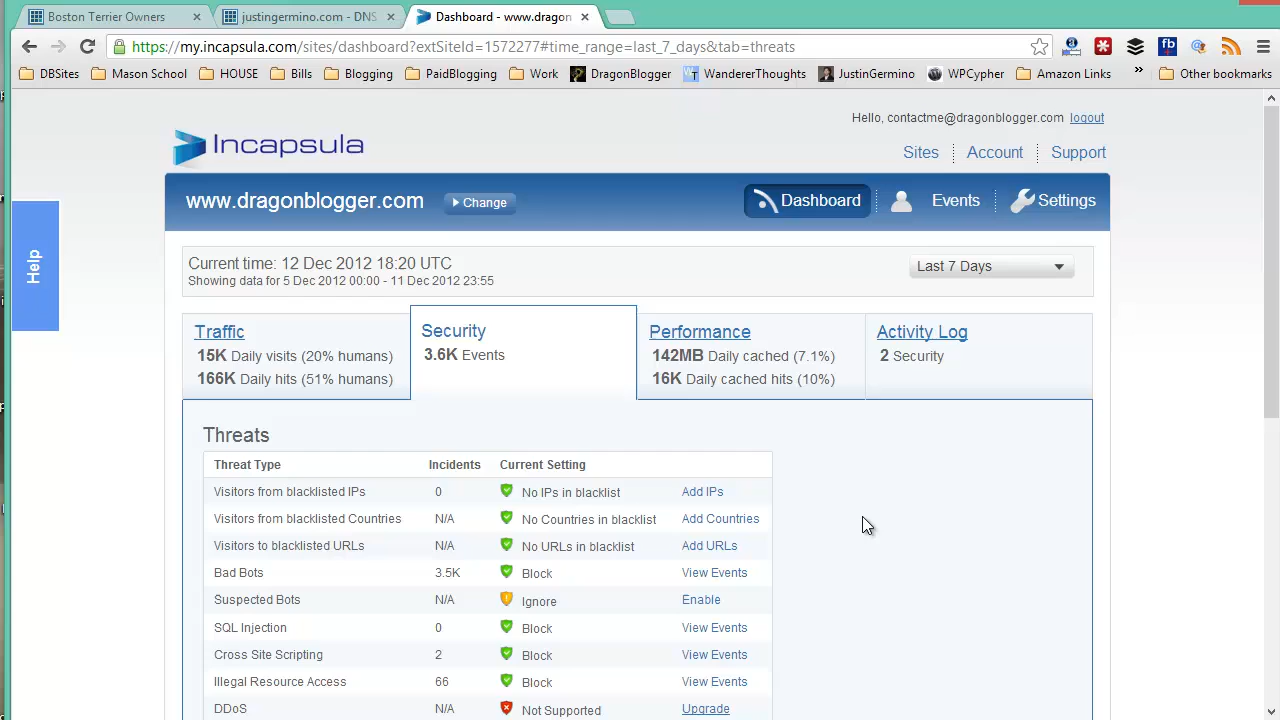 Boston Terrier Owners
justingermino.com - DNS
Dashboard - www.dragon
https://my.incapsula.com/sites/dashboard?extSiteId=1572277#time_range=last_7_days&tab=threats
DBSites Mason School HOUSE Bills Blogging PaidBlogging Work DragonBlogger WandererThoughts JustinGermino WPCypher Amazon Links » Other bookmarks
Hello, contactme@dragonblogger.com logout
Incapsula
Sites Account Support
www.dragonblogger.com Change Dashboard Events Settings
Help
Current time: 12 Dec 2012 18:20 UTC
Showing data for 5 Dec 2012 00:00 - 11 Dec 2012 23:55
Last 7 Days
Traffic
15K Daily visits (20% humans)
166K Daily hits (51% humans)
Security
3.6K Events
Performance
142MB Daily cached (7.1%)
16K Daily cached hits (10%)
Activity Log
2 Security
Threats
Threat Type Incidents Current Setting
Visitors from blacklisted IPs 0 No IPs in blacklist Add IPs
Visitors from blacklisted Countries N/A No Countries in blacklist Add Countries
Visitors to blacklisted URLs N/A No URLs in blacklist Add URLs
Bad Bots 3.5K Block View Events
Suspected Bots N/A Ignore Enable
SQL Injection 0 Block View Events
Cross Site Scripting 2 Block View Events
Illegal Resource Access 66 Block View Events
DDoS N/A Not Supported Upgrade